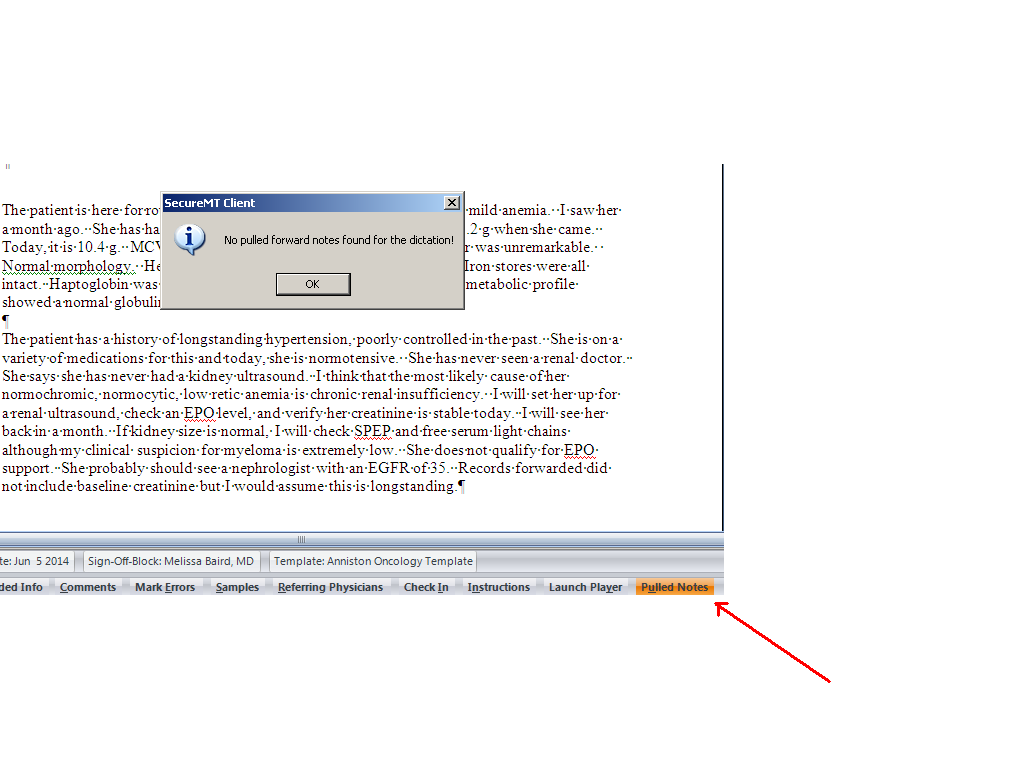 SecureMT Client
No pulled forward notes found for the dictation!
OK
The patient is here for ro mild anemia. I saw her
a month ago. She has ha .2 g when she came.
Today, it is 10.4 g. MCV r was unremarkable.
Normal morphology. He Iron stores were all
intact. Haptoglobin was metabolic profile
showed a normal globulin
¶
The patient has a history of longstanding hypertension, poorly controlled in the past. She is on a
variety of medications for this and today, she is normotensive. She has never seen a renal doctor.
She says she has never had a kidney ultrasound. I think that the most likely cause of her
normochromic, normocytic, low retic anemia is chronic renal insufficiency. I will set her up for
a renal ultrasound, check an EPO level, and verify her creatinine is stable today. I will see her
back in a month. If kidney size is normal, I will check SPEP and free serum light chains
although my clinical suspicion for myeloma is extremely low. She does not qualify for EPO
support. She probably should see a nephrologist with an EGFR of 35. Records forwarded did
not include baseline creatinine but I would assume this is longstanding.¶
te: Jun 5 2014 Sign-Off-Block: Melissa Baird, MD Template: Anniston Oncology Template
ded Info Comments Mark Errors Samples Referring Physicians Check In Instructions Launch Player Pulled Notes